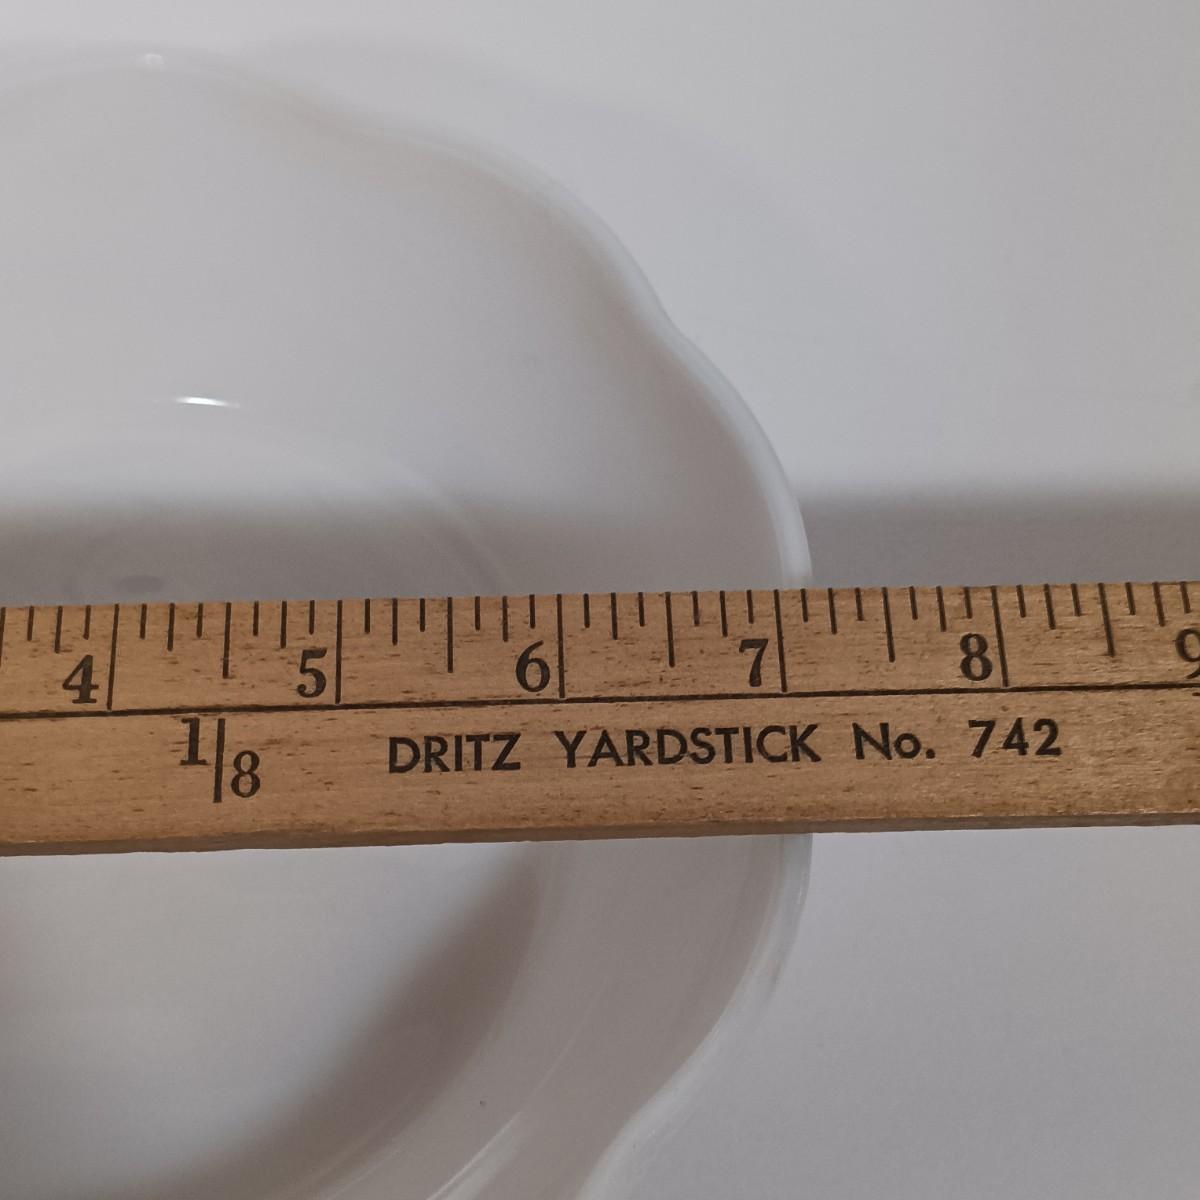 4 5 6 7 8 9
1/8 DRITZ YARDSTICK No. 742